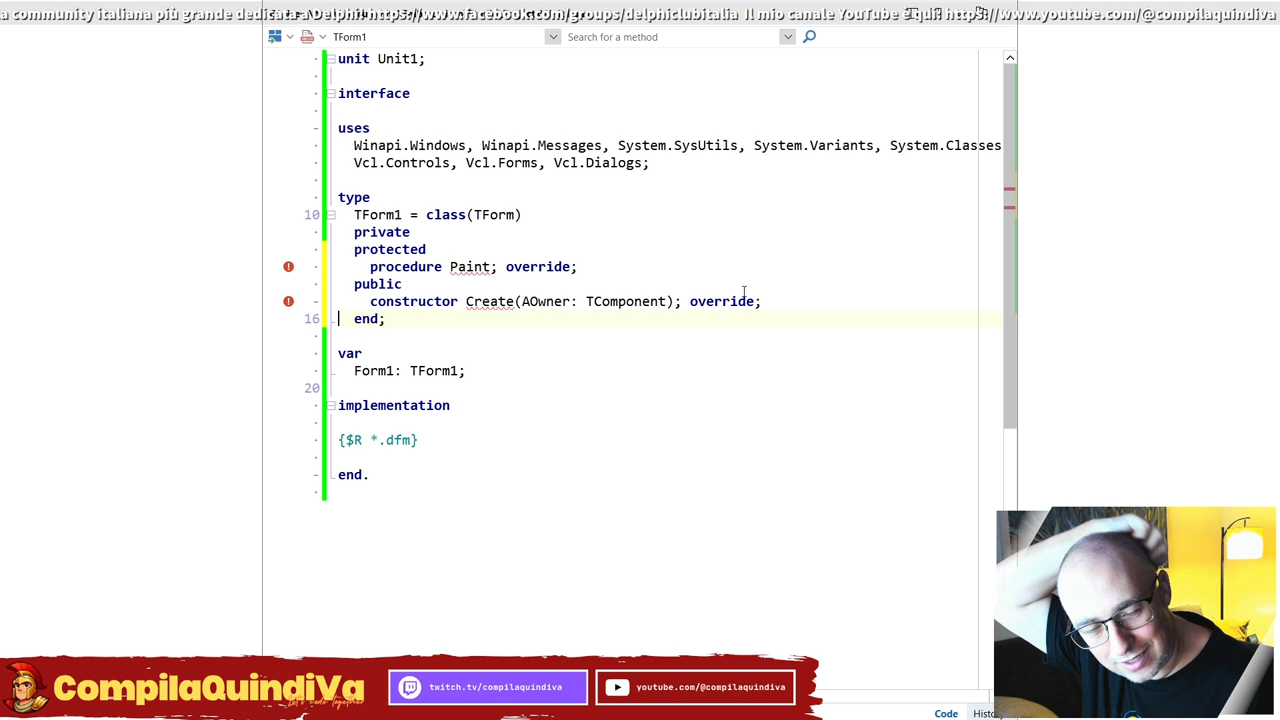 la community italiana più grande dedicata a Delphi https://www.facebook.com/groups/delphiclubitalia Il mio canale YouTube è qui! https://www.youtube.com/@compilaquindiva
TForm1
Search for a method
unit Unit1;
interface
uses
Winapi.Windows, Winapi.Messages, System.SysUtils, System.Variants, System.Classes
Vcl.Controls, Vcl.Forms, Vcl.Dialogs;
type
10 TForm1 = class(TForm)
private
protected
procedure Paint; override;
public
constructor Create(AOwner: TComponent); override;
16 end;
var
Form1: TForm1;
20
implementation
{$R *.dfm}
end.
CompilaQuindiVa
Let's code Together
twitch.tv/compilaquindiva
youtube.com/@compilaquindiva
Code